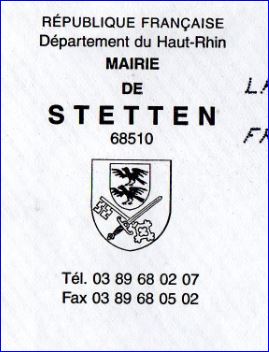 RÉPUBLIQUE FRANÇAISE
Département du Haut-Rhin
MAIRIE
DE
STETTEN
68510
Tél. 03 89 68 02 07
Fax 03 89 68 05 02